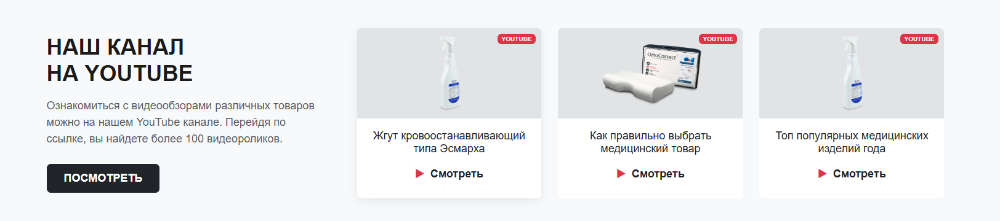 НАШ КАНАЛ
НА YOUTUBE
Ознакомиться с видеообзорами различных товаров
можно на нашем YouTube канале. Перейдя по
ссылке, вы найдете более 100 видеороликов.
ПОСМОТРЕТЬ
YOUTUBE
Жгут кровоостанавливающий
типа Эсмарха
Смотреть
YOUTUBE
OrtoCorrect
Как правильно выбрать
медицинский товар
Смотреть
YOUTUBE
Топ популярных медицинских
изделий года
Смотреть